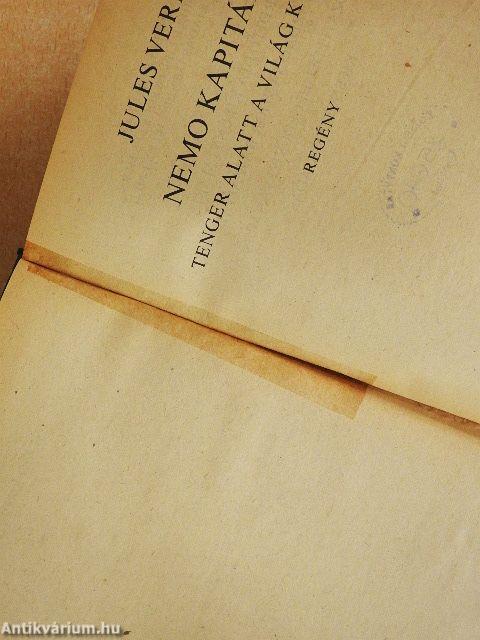 JULES VER
NEMO KAPITÁ
TENGER ALATT A VILÁG K
REGÉNY
Antikvárium.hu